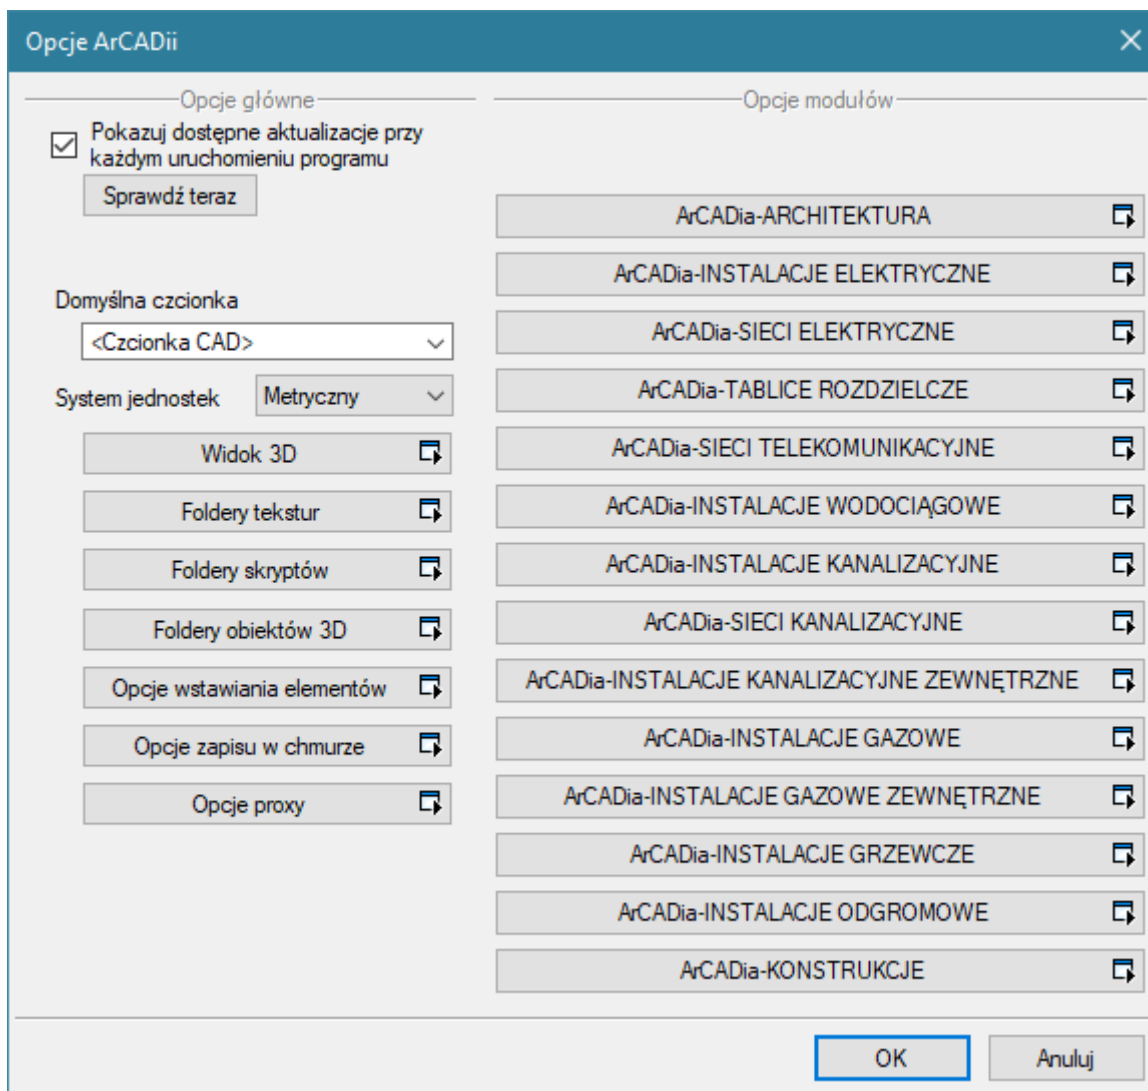 Opcje ArCADii
Opcje główne
Pokazuj dostępne aktualizacje przy
każdym uruchomieniu programu
Sprawdź teraz
Domyślna czcionka
<Czcionka CAD>
System jednostek Metryczny
Widok 3D
Foldery tekstur
Foldery skryptów
Foldery obiektów 3D
Opcje wstawiania elementów
Opcje zapisu w chmurze
Opcje proxy
Opcje modułów
ArCADia-ARCHITEKTURA
ArCADia-INSTALACJE ELEKTRYCZNE
ArCADia-SIECI ELEKTRYCZNE
ArCADia-TABLICE ROZDZIELCZE
ArCADia-SIECI TELEKOMUNIKACYJNE
ArCADia-INSTALACJE WODOCIĄGOWE
ArCADia-INSTALACJE KANALIZACYJNE
ArCADia-SIECI KANALIZACYJNE
ArCADia-INSTALACJE KANALIZACYJNE ZEWNĘTRZNE
ArCADia-INSTALACJE GAZOWE
ArCADia-INSTALACJE GAZOWE ZEWNĘTRZNE
ArCADia-INSTALACJE GRZEWCZE
ArCADia-INSTALACJE ODGROMOWE
ArCADia-KONSTRUKCJE
OK
Anuluj